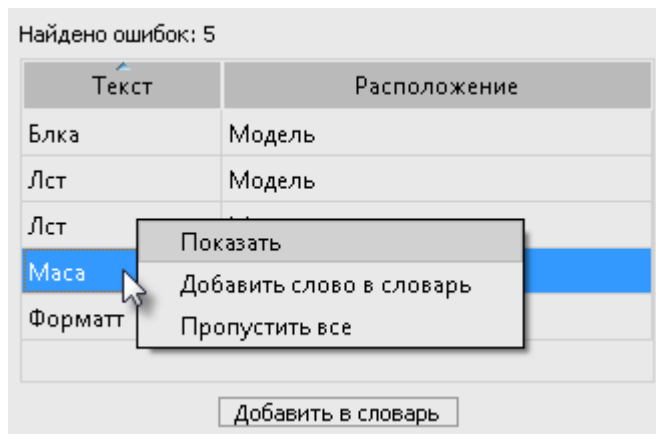 Найдено ошибок: 5
Текст Расположение
Блка Модель
Лст Модель
Лст
Показать
Маса
Добавить слово в словарь
Форматт
Пропустить все
Добавить в словарь